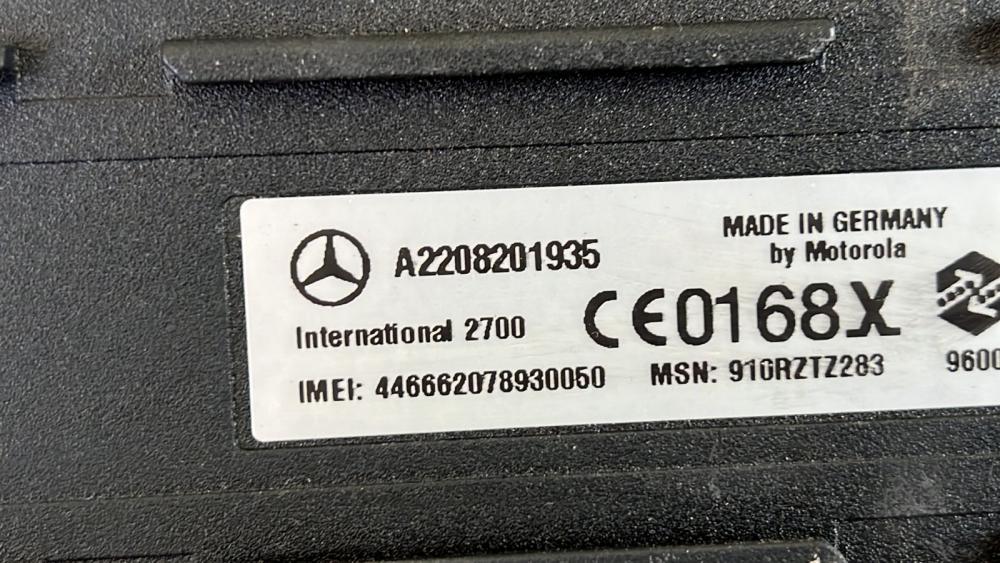 A2208201935
MADE IN GERMANY
by Motorola
International 2700
CE0168X
IMEI: 446662078930050
MSN: 910RZTZ283
9600